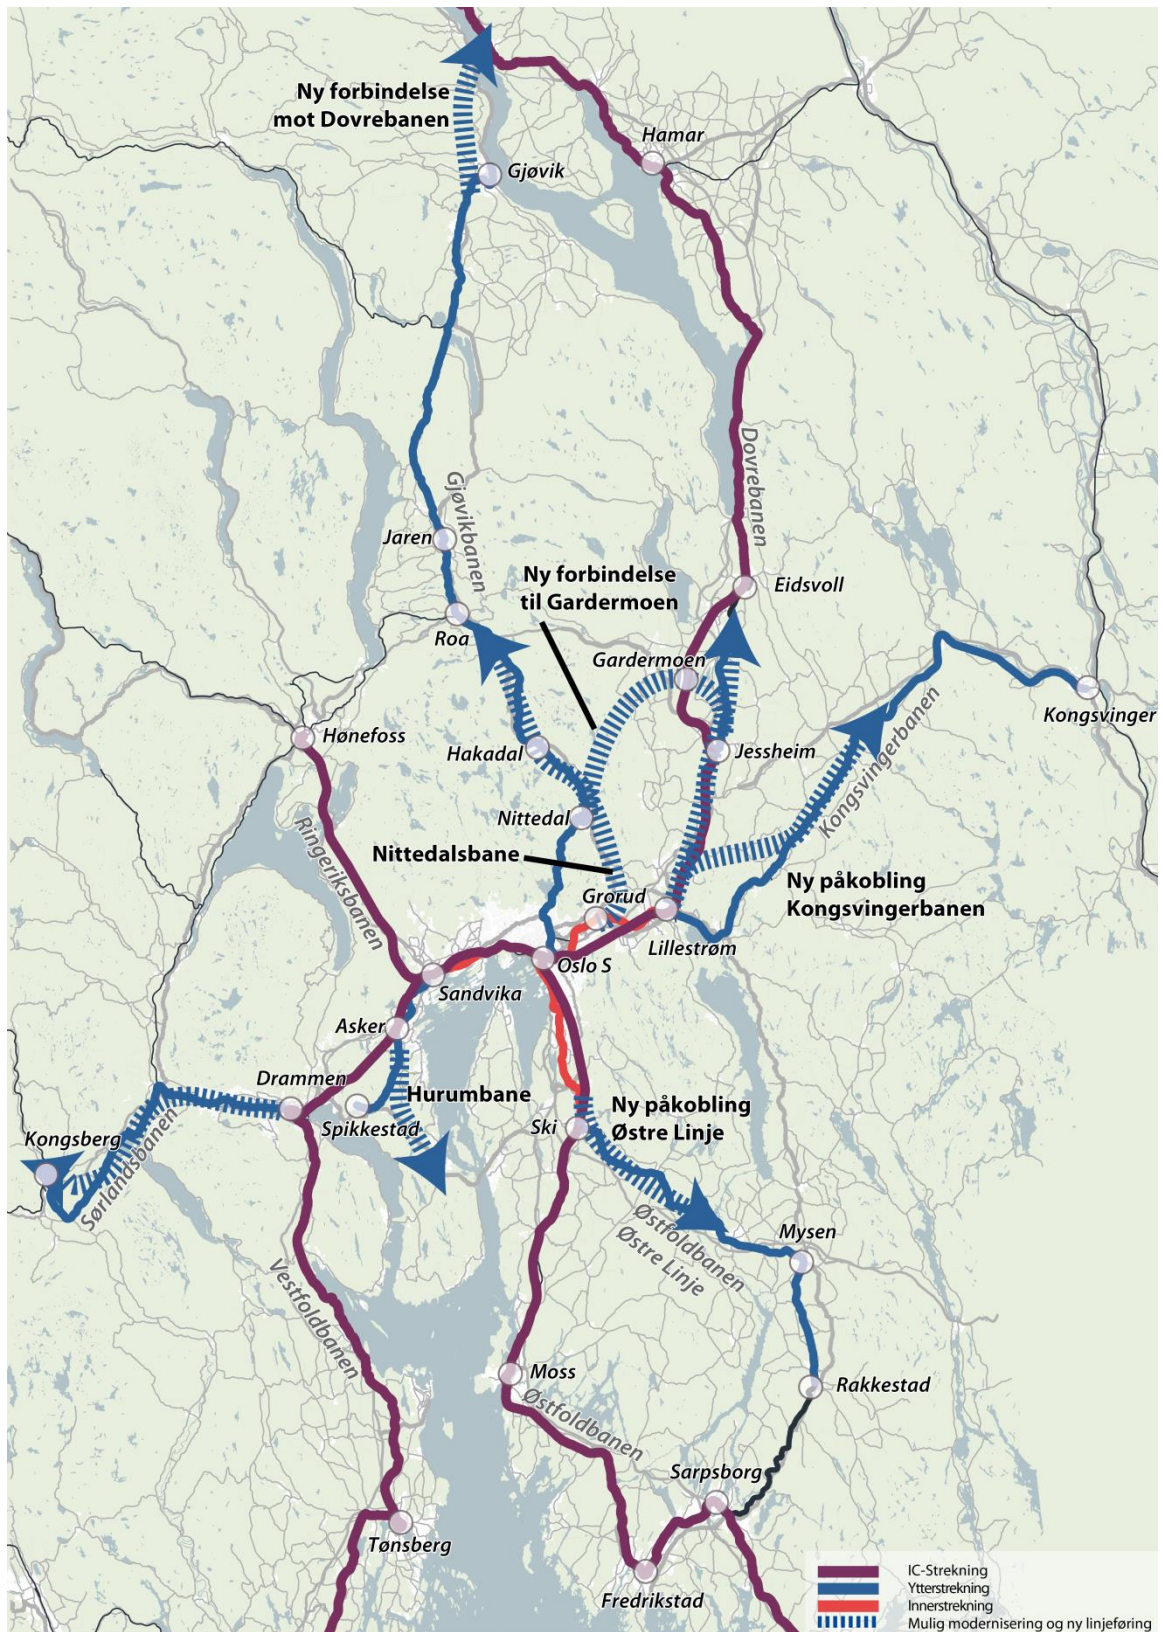 Ny forbindelse
mot Dovrebanen
Hamar
Gjøvik
Dovrebanen
Gjøvikbanen
Jaren
Ny forbindelse
til Gardermoen
Eidsvoll
Roa
Gardermoen
Kongsvinger
Hønefoss
Hakadal
Jessheim
Kongsvingerbanen
Nittedal
Ringeriksbanen
Nittedalsbane
Grorud
Ny påkobling
Kongsvingerbanen
Lillestrøm
Oslo S
Sandvika
Asker
Drammen
Hurumbane
Spikkestad
Ny påkobling
Østre Linje
Ski
Kongsberg
Sørlandsbanen
Østfoldbanen
Østre Linje
Mysen
Vestfoldbanen
Moss
Rakkestad
Østfoldbanen
Sarpsborg
Tønsberg
Fredrikstad
IC-Strekning
Ytterstrekning
Innerstrekning
Mulig modernisering og ny linjeføring